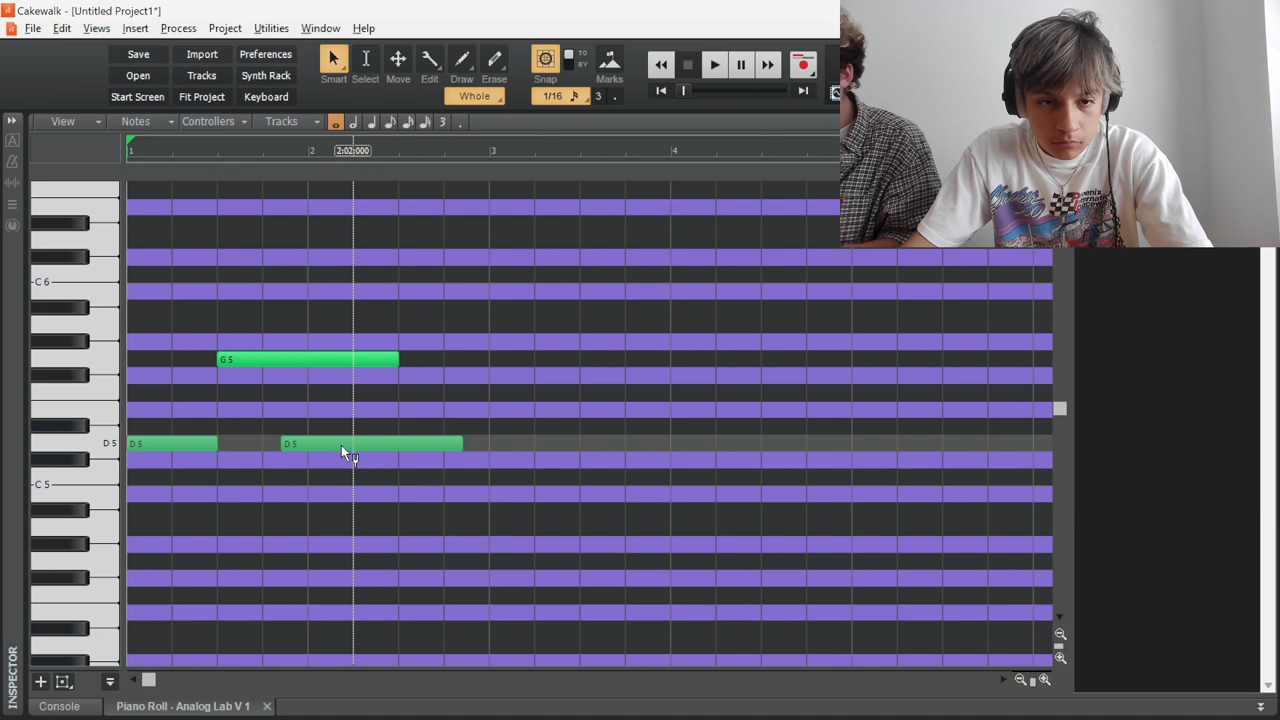 Cakewalk - [Untitled Project1*]
File Edit Views Insert Process Project Utilities Window Help
Save Import Preferences
Open Tracks Synth Rack
Start Screen Fit Project Keyboard
Smart Select Move Edit Draw Erase Snap TO BY Marks
Whole 1/16 3 .
View Notes Controllers Tracks 3 .
1 2 2:02:000 3 4
C 6
G 5
D 5 D 5 D 5
C 5
INSPECTOR
Console Piano Roll - Analog Lab V 1